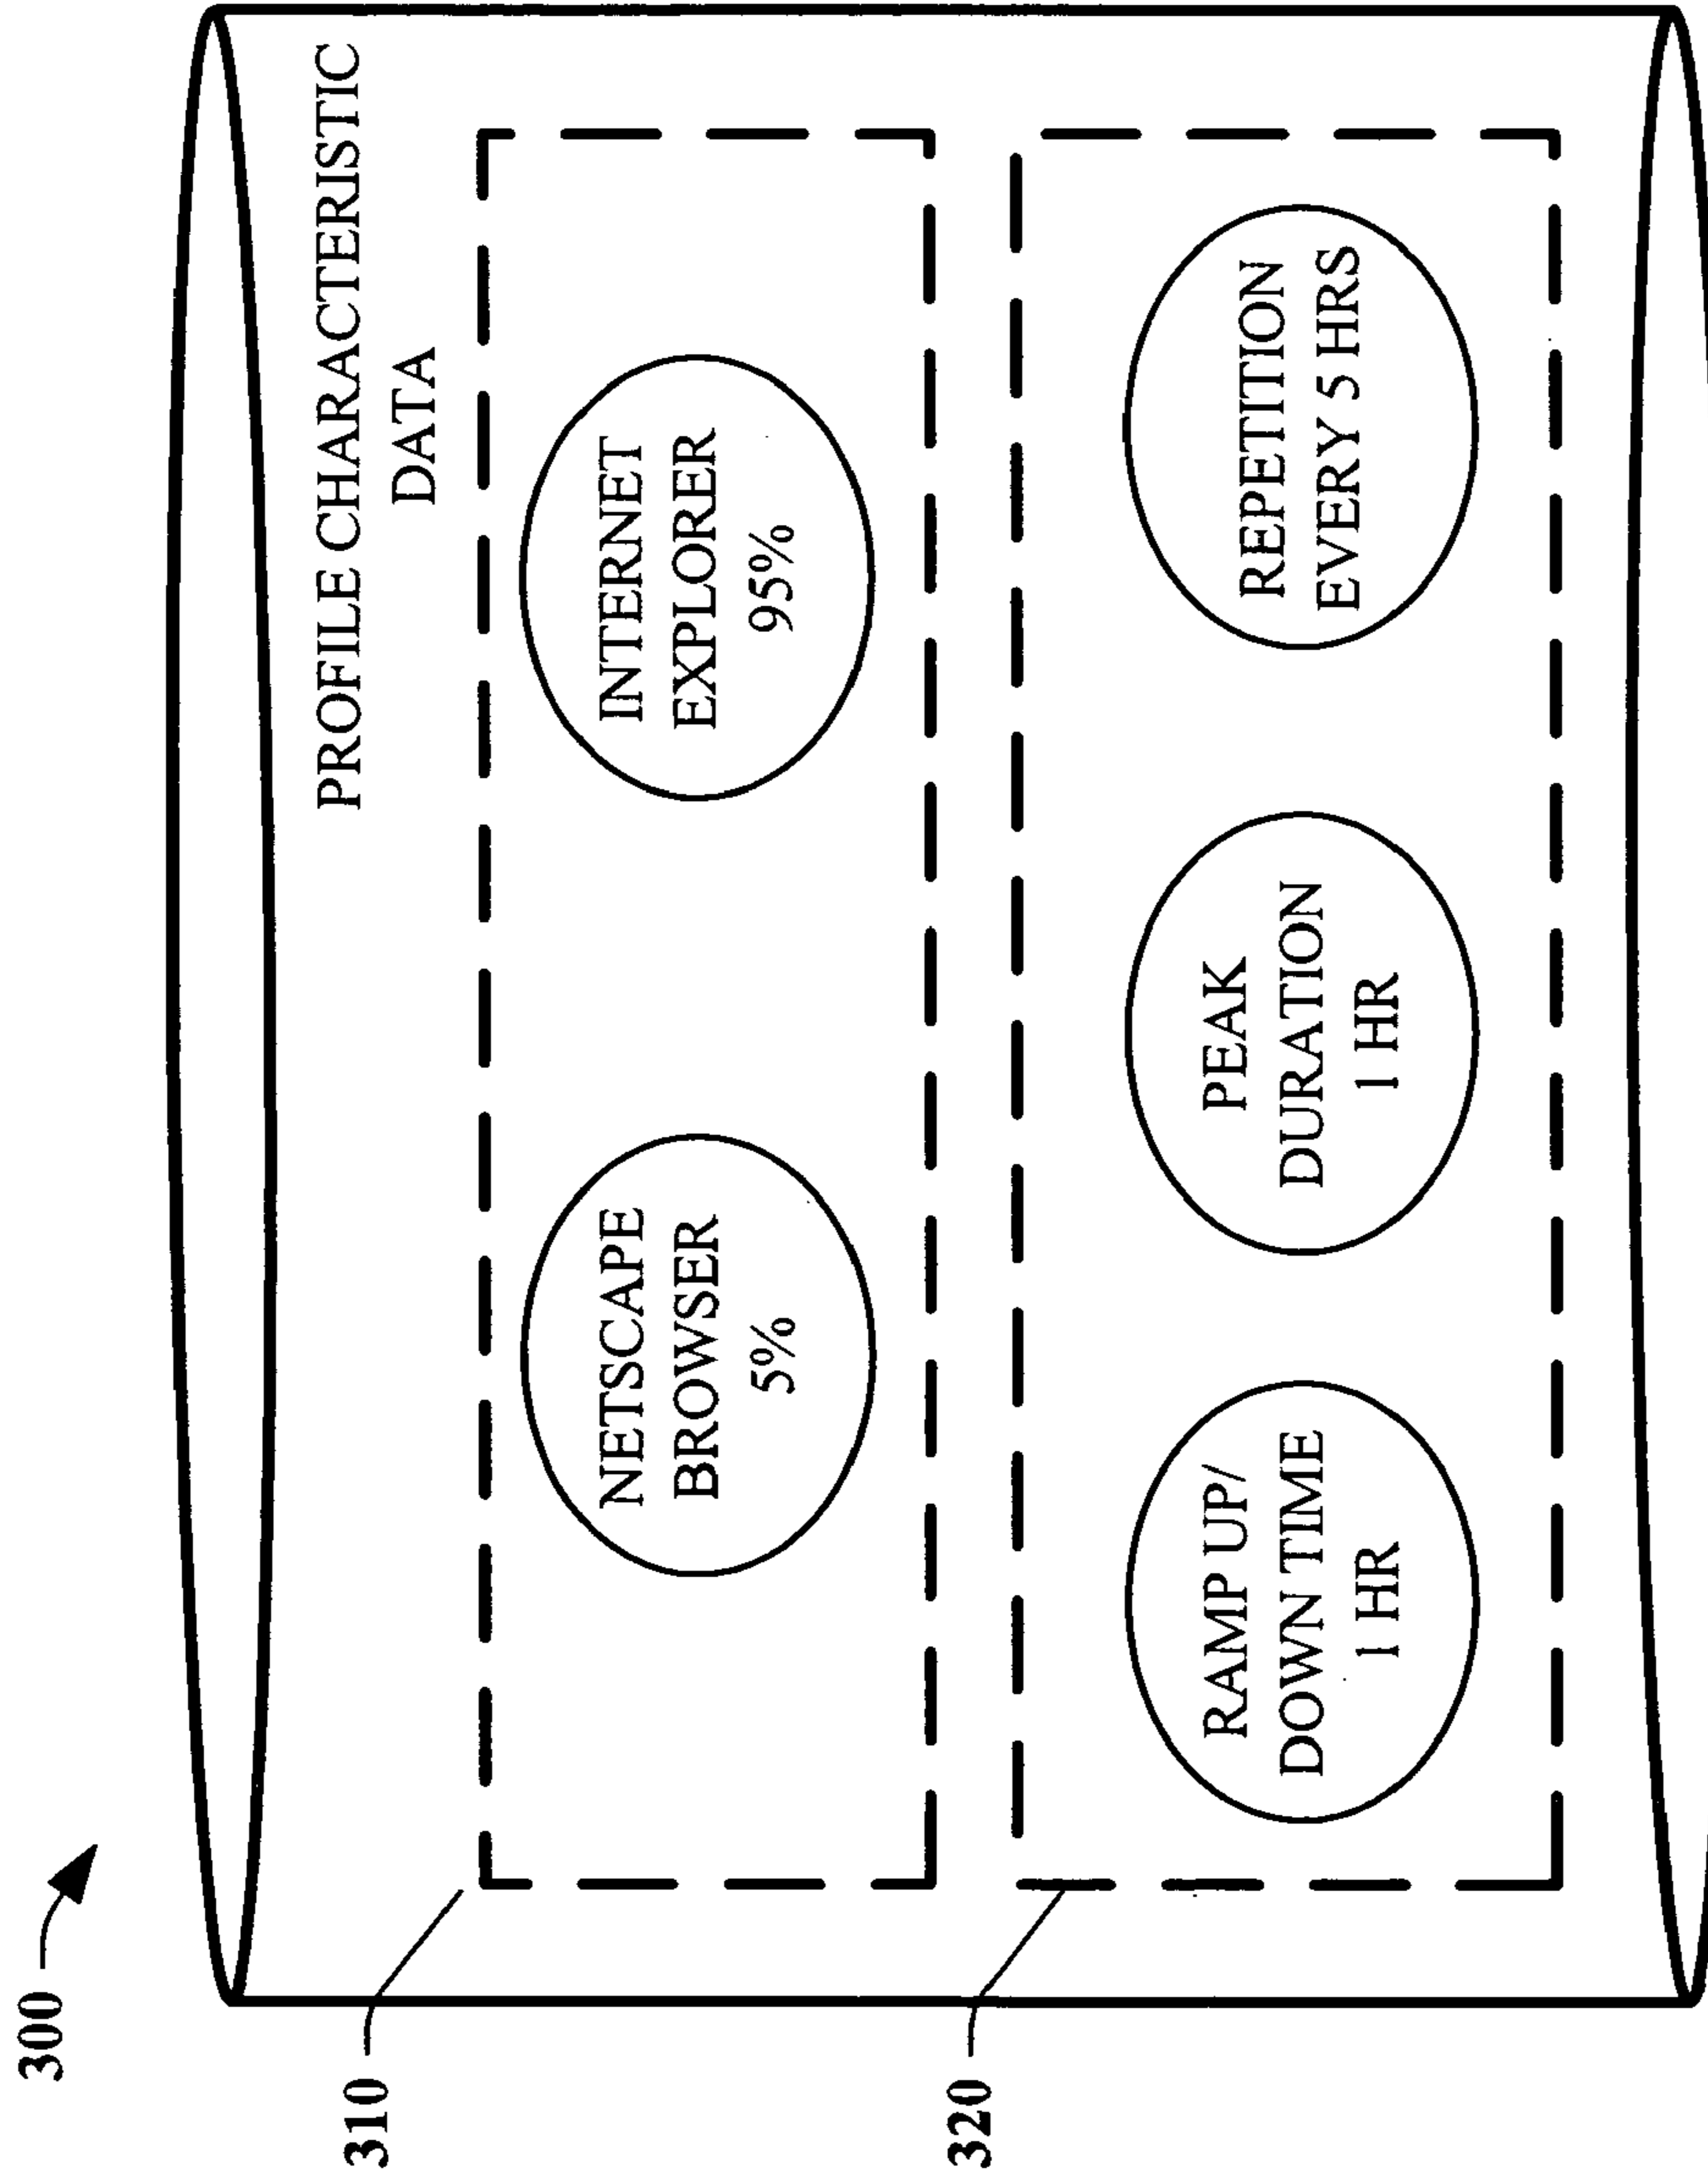 300
PROFILE CHARACTERISTIC
DATA
310
NETSCAPE
BROWSER
5%
INTERNET
EXPLORER
95%
320
RAMP UP/
DOWN TIME
1 HR
PEAK
DURATION
1 HR
REPETITION
EVERY 5 HRS